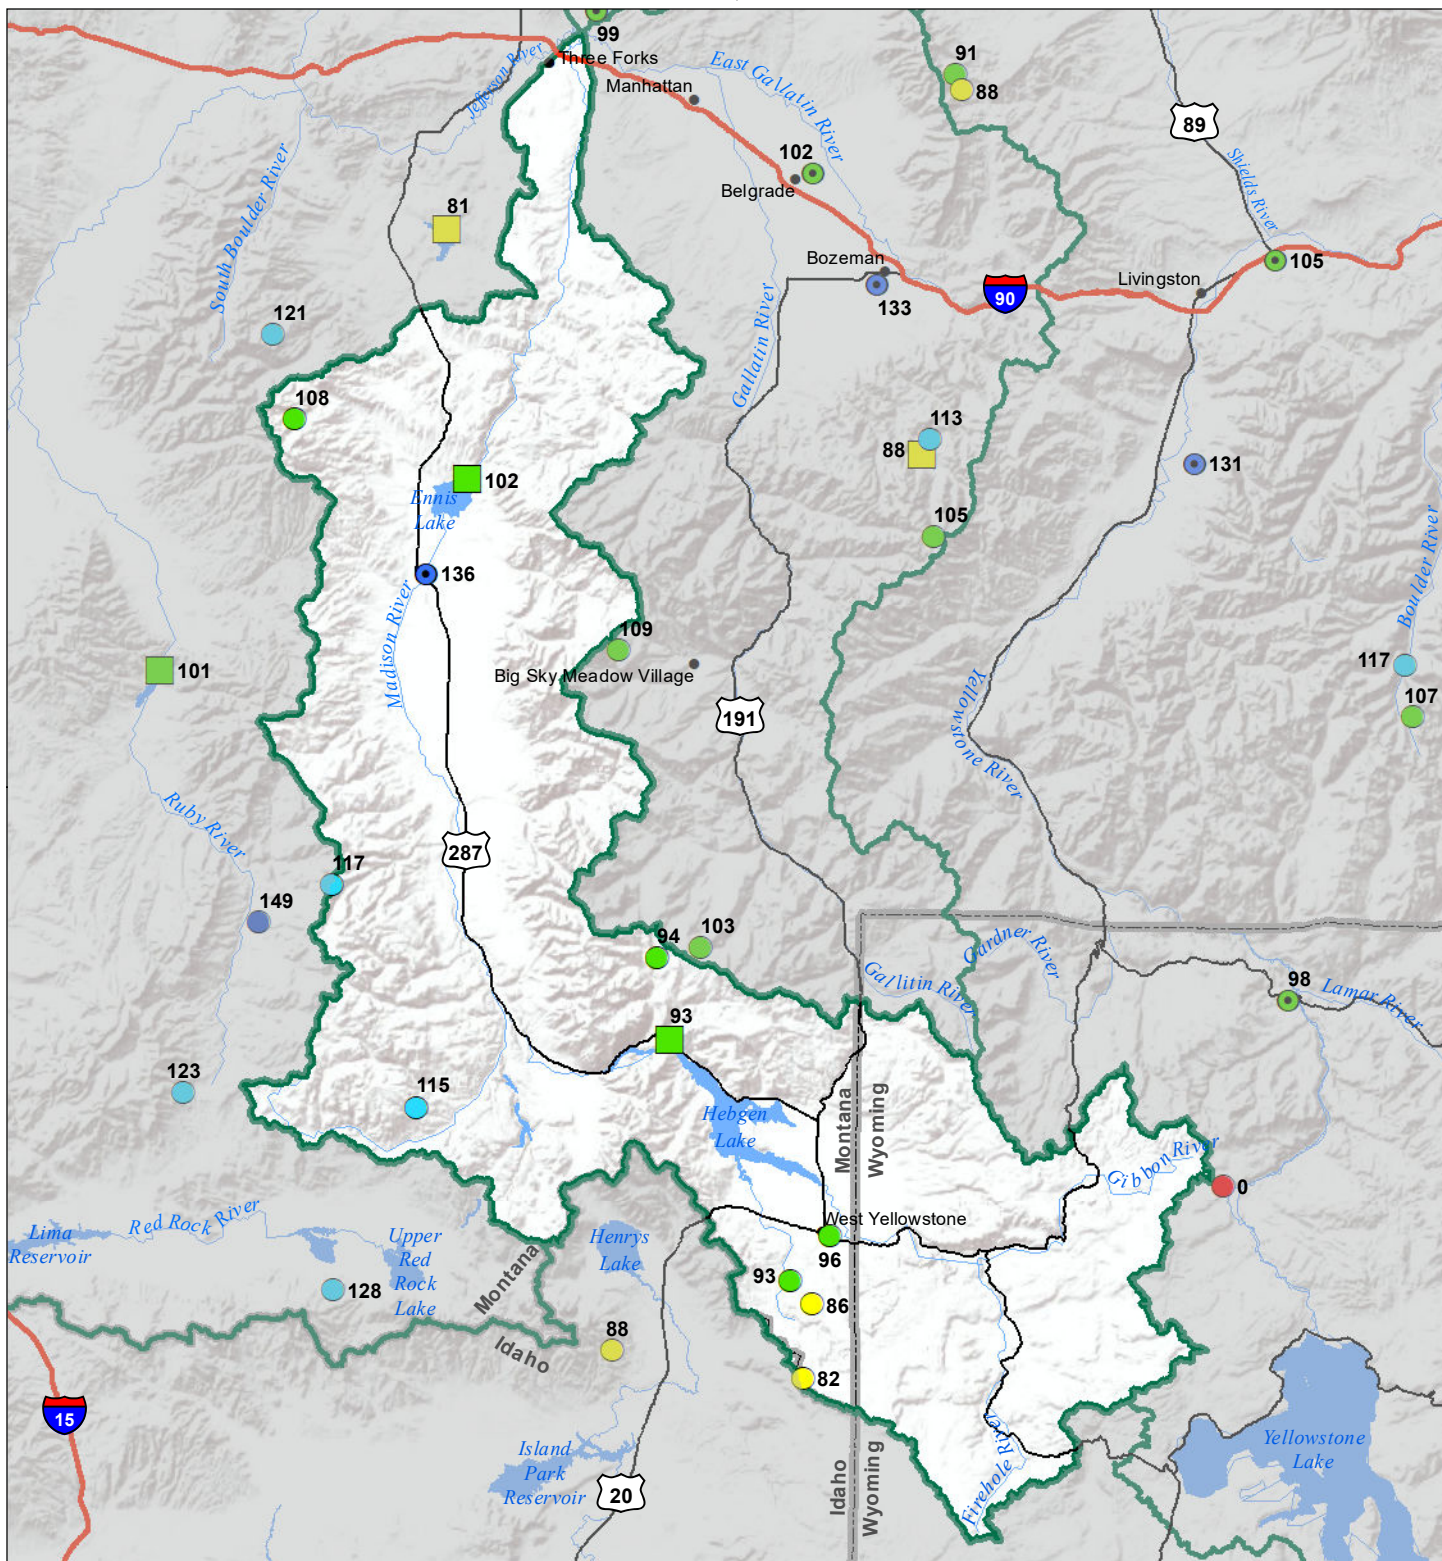 99
Three Forks
Jefferson River
Manhattan
East Gallatin River
91
88
89
Shields River
102
Belgrade
South Boulder River
81
Bozeman
133
90
Livingston
105
121
Gallatin River
108
113
88
131
102
Ennis
Lake
105
Boulder River
136
Madison River
109
Big Sky Meadow Village
101
117
107
191
Yellowstone River
Ruby River
287
117
149
94
103
Gallitin River
Gardner River
98
Lamar River
93
123
115
Hebgen
Lake
Montana
Wyoming
Gibbon River
0
Lima
Reservoir
Red Rock River
Upper
Red
Rock
Lake
Henrys
Lake
West Yellowstone
96
93
86
128
Montana
Idaho
88
82
15
Island
Park
Reservoir
20
Idaho
Wyoming
Firehole River
Yellowstone
Lake